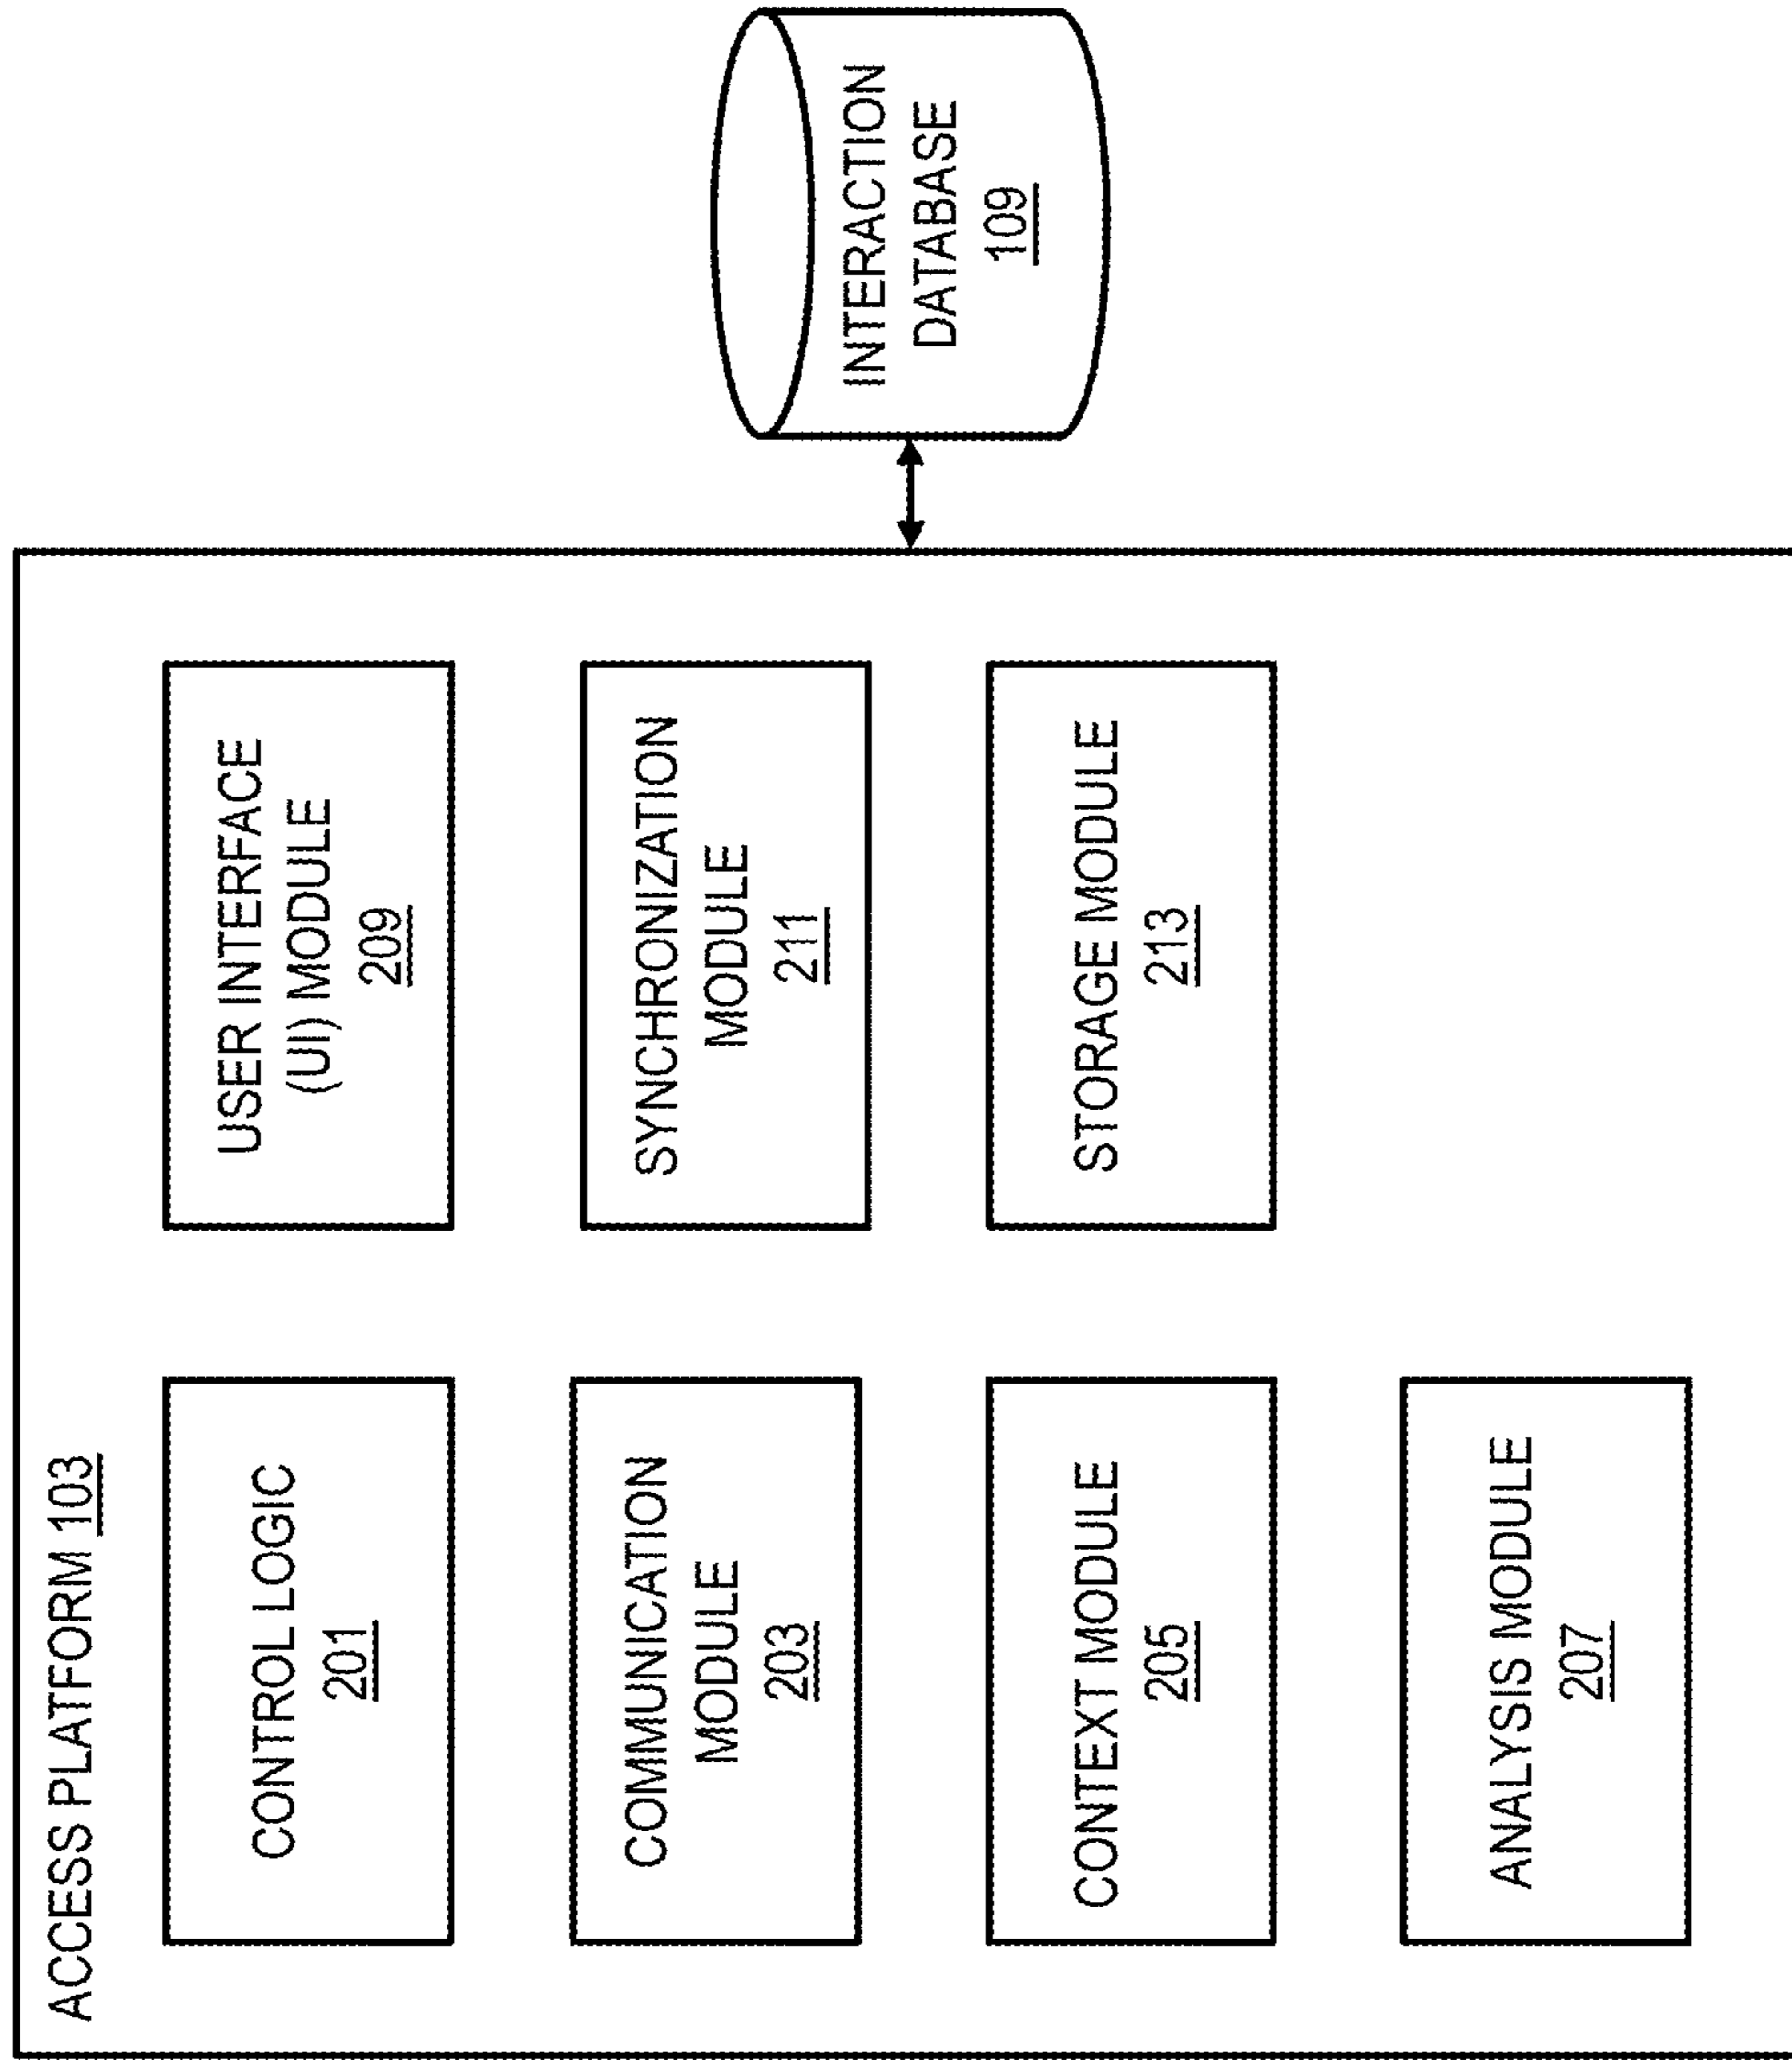 ACCESS PLATFORM 103
CONTROL LOGIC
201
COMMUNICATION
MODULE
203
CONTEXT MODULE
205
ANALYSIS MODULE
207
USER INTERFACE
(UI) MODULE
209
SYNCHRONIZATION
MODULE
211
STORAGE MODULE
213
INTERACTION
DATABASE
109